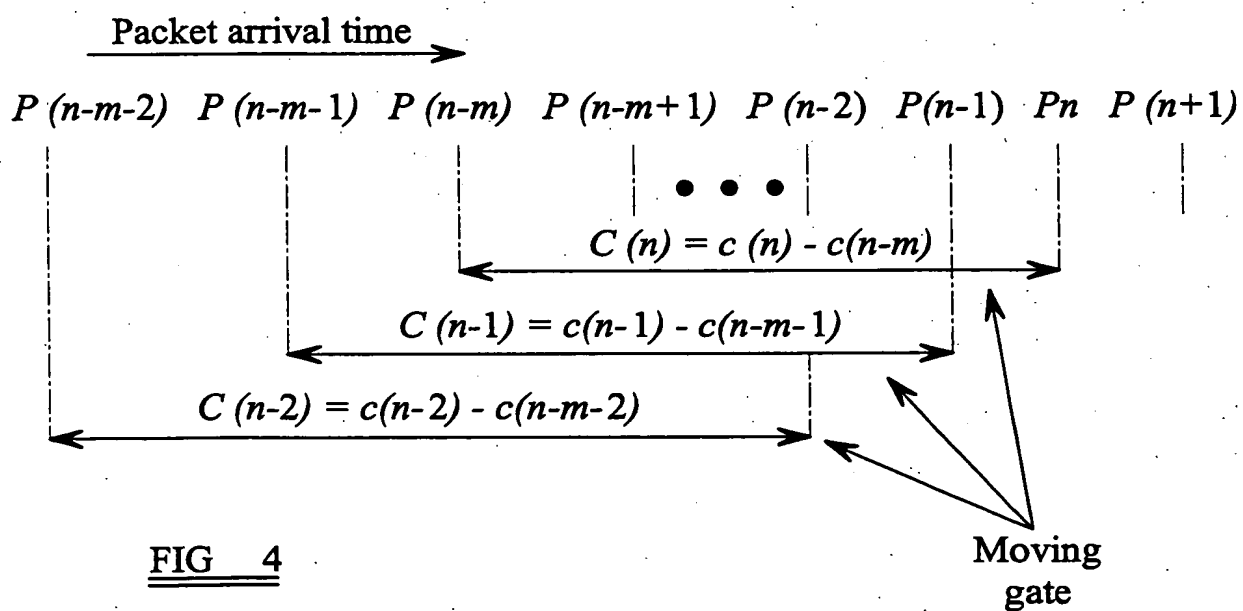 Packet arrival time
P (n-m-2) P (n-m-1) P (n-m) P (n-m+1) P (n-2) P(n-1) Pn P (n+1)
C (n) = c (n) - c(n-m)
C (n-1) = c(n-1) - c(n-m-1)
C (n-2) = c(n-2) - c(n-m-2)
FIG 4
Moving
gate